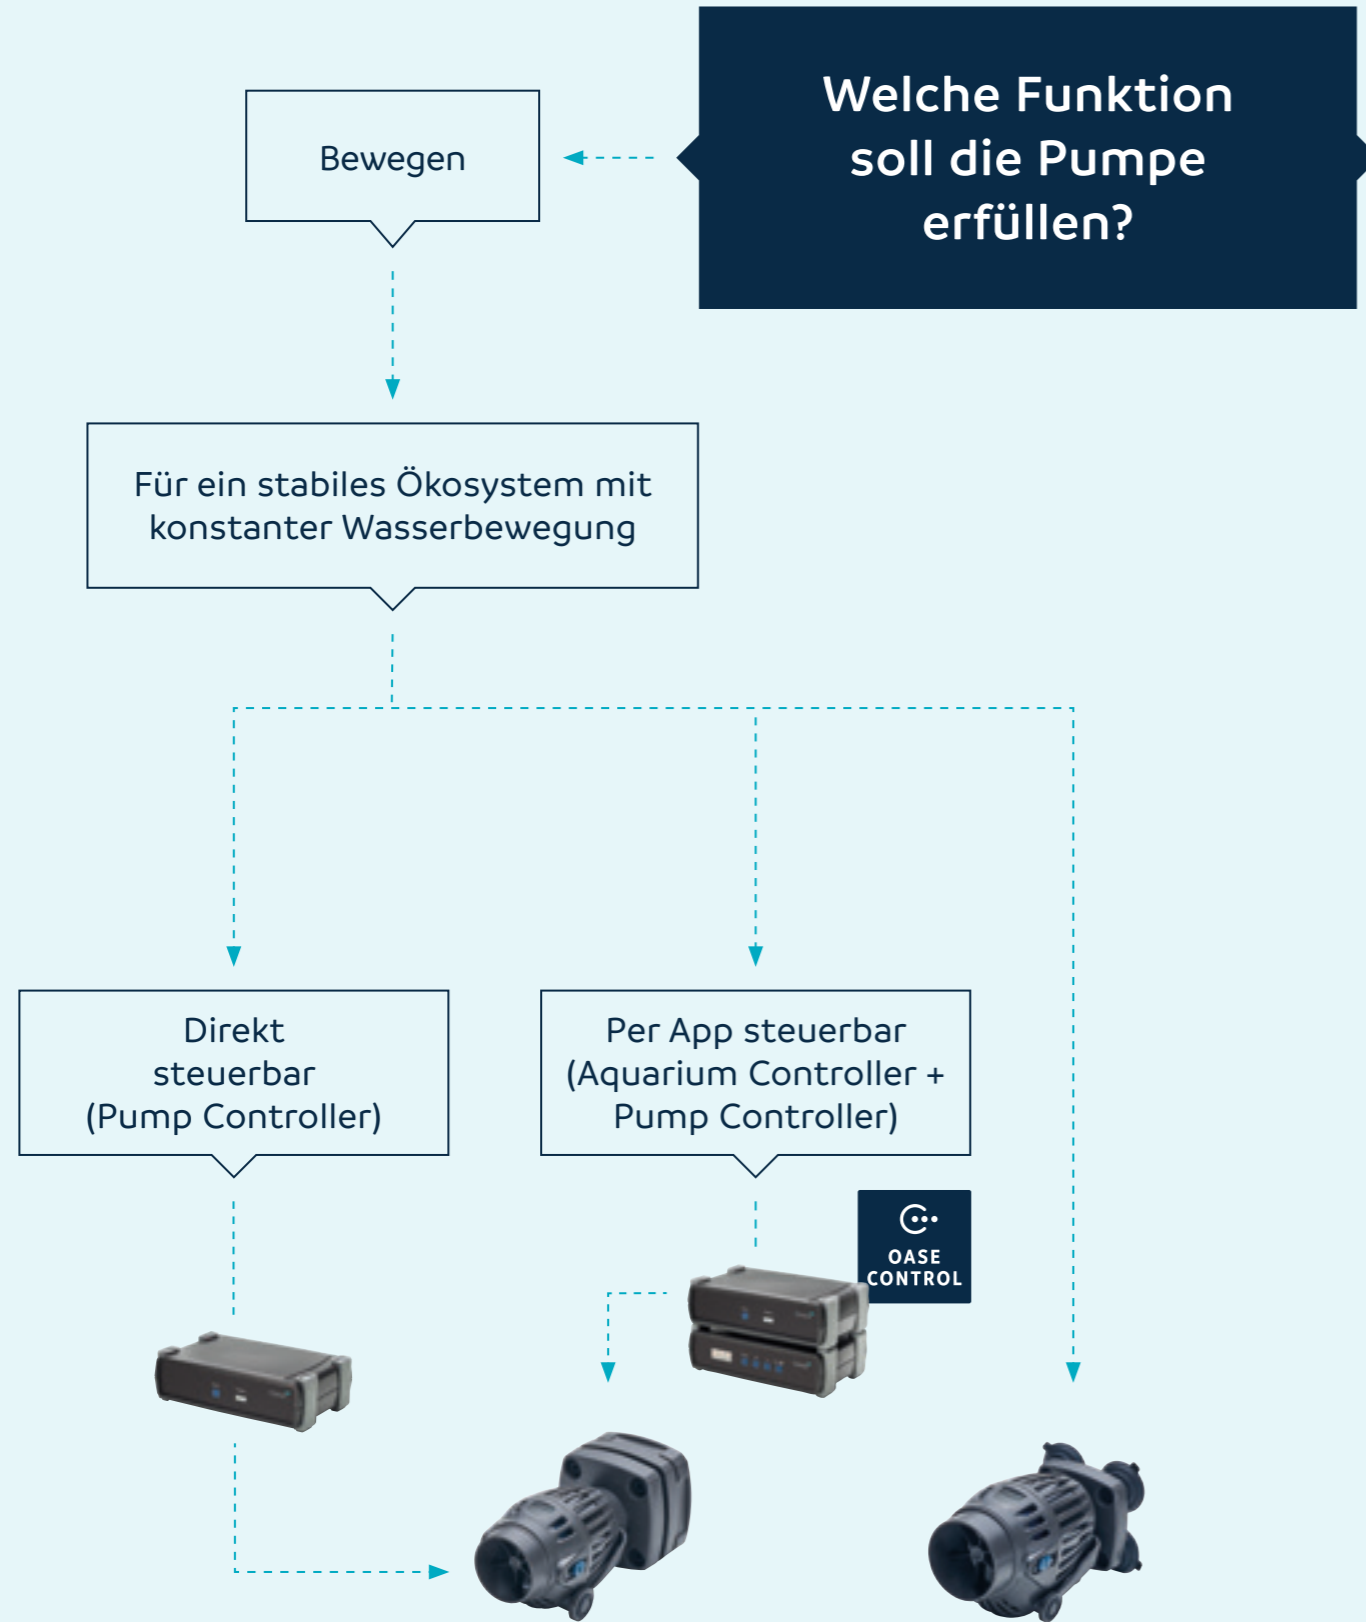 Welche Funktion
soll die Pumpe
erfüllen?
Bewegen
Für ein stabiles Ökosystem mit
konstanter Wasserbewegung
Direkt
steuerbar
(Pump Controller)
Per App steuerbar
(Aquarium Controller +
Pump Controller)
OASE
CONTROL